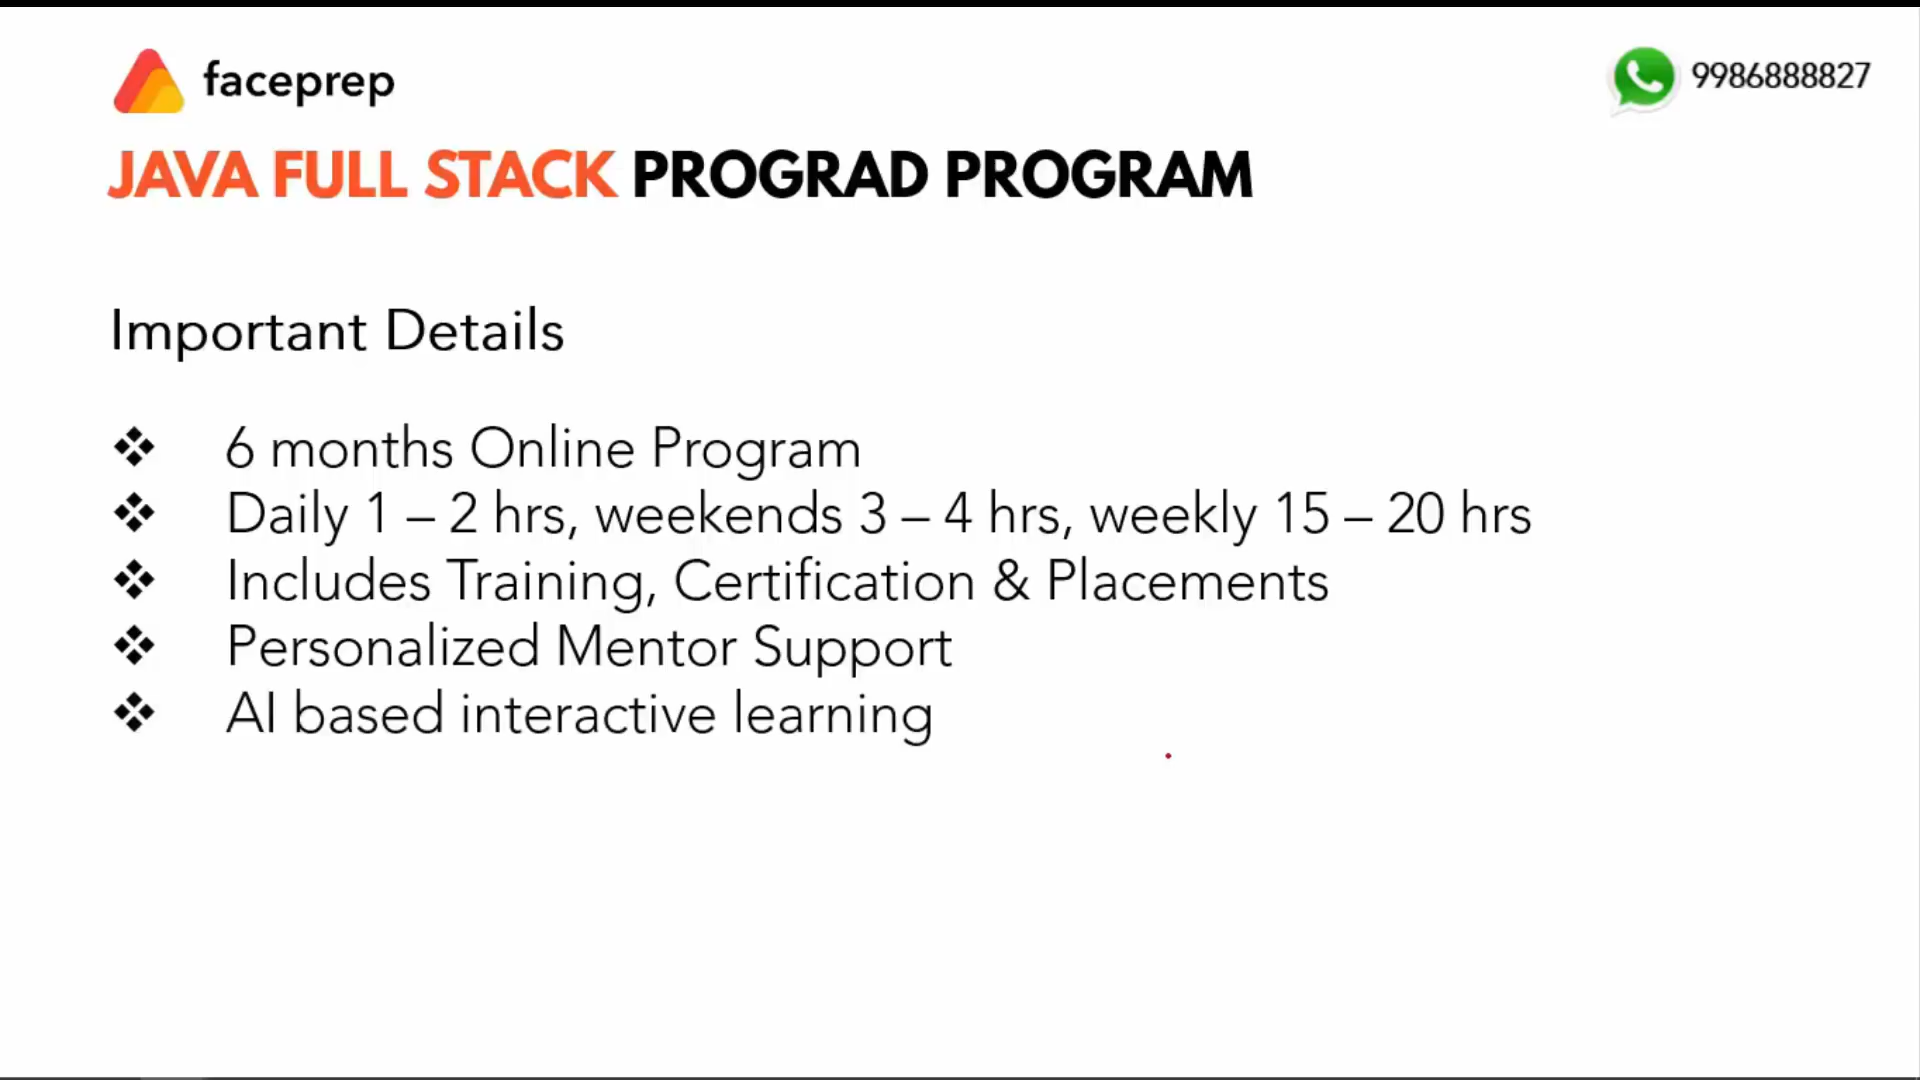 faceprep
9986888827
JAVA FULL STACK PROGRAD PROGRAM
Important Details
❖ 6 months Online Program
❖ Daily 1 – 2 hrs, weekends 3 – 4 hrs, weekly 15 – 20 hrs
❖ Includes Training, Certification & Placements
❖ Personalized Mentor Support
❖ AI based interactive learning